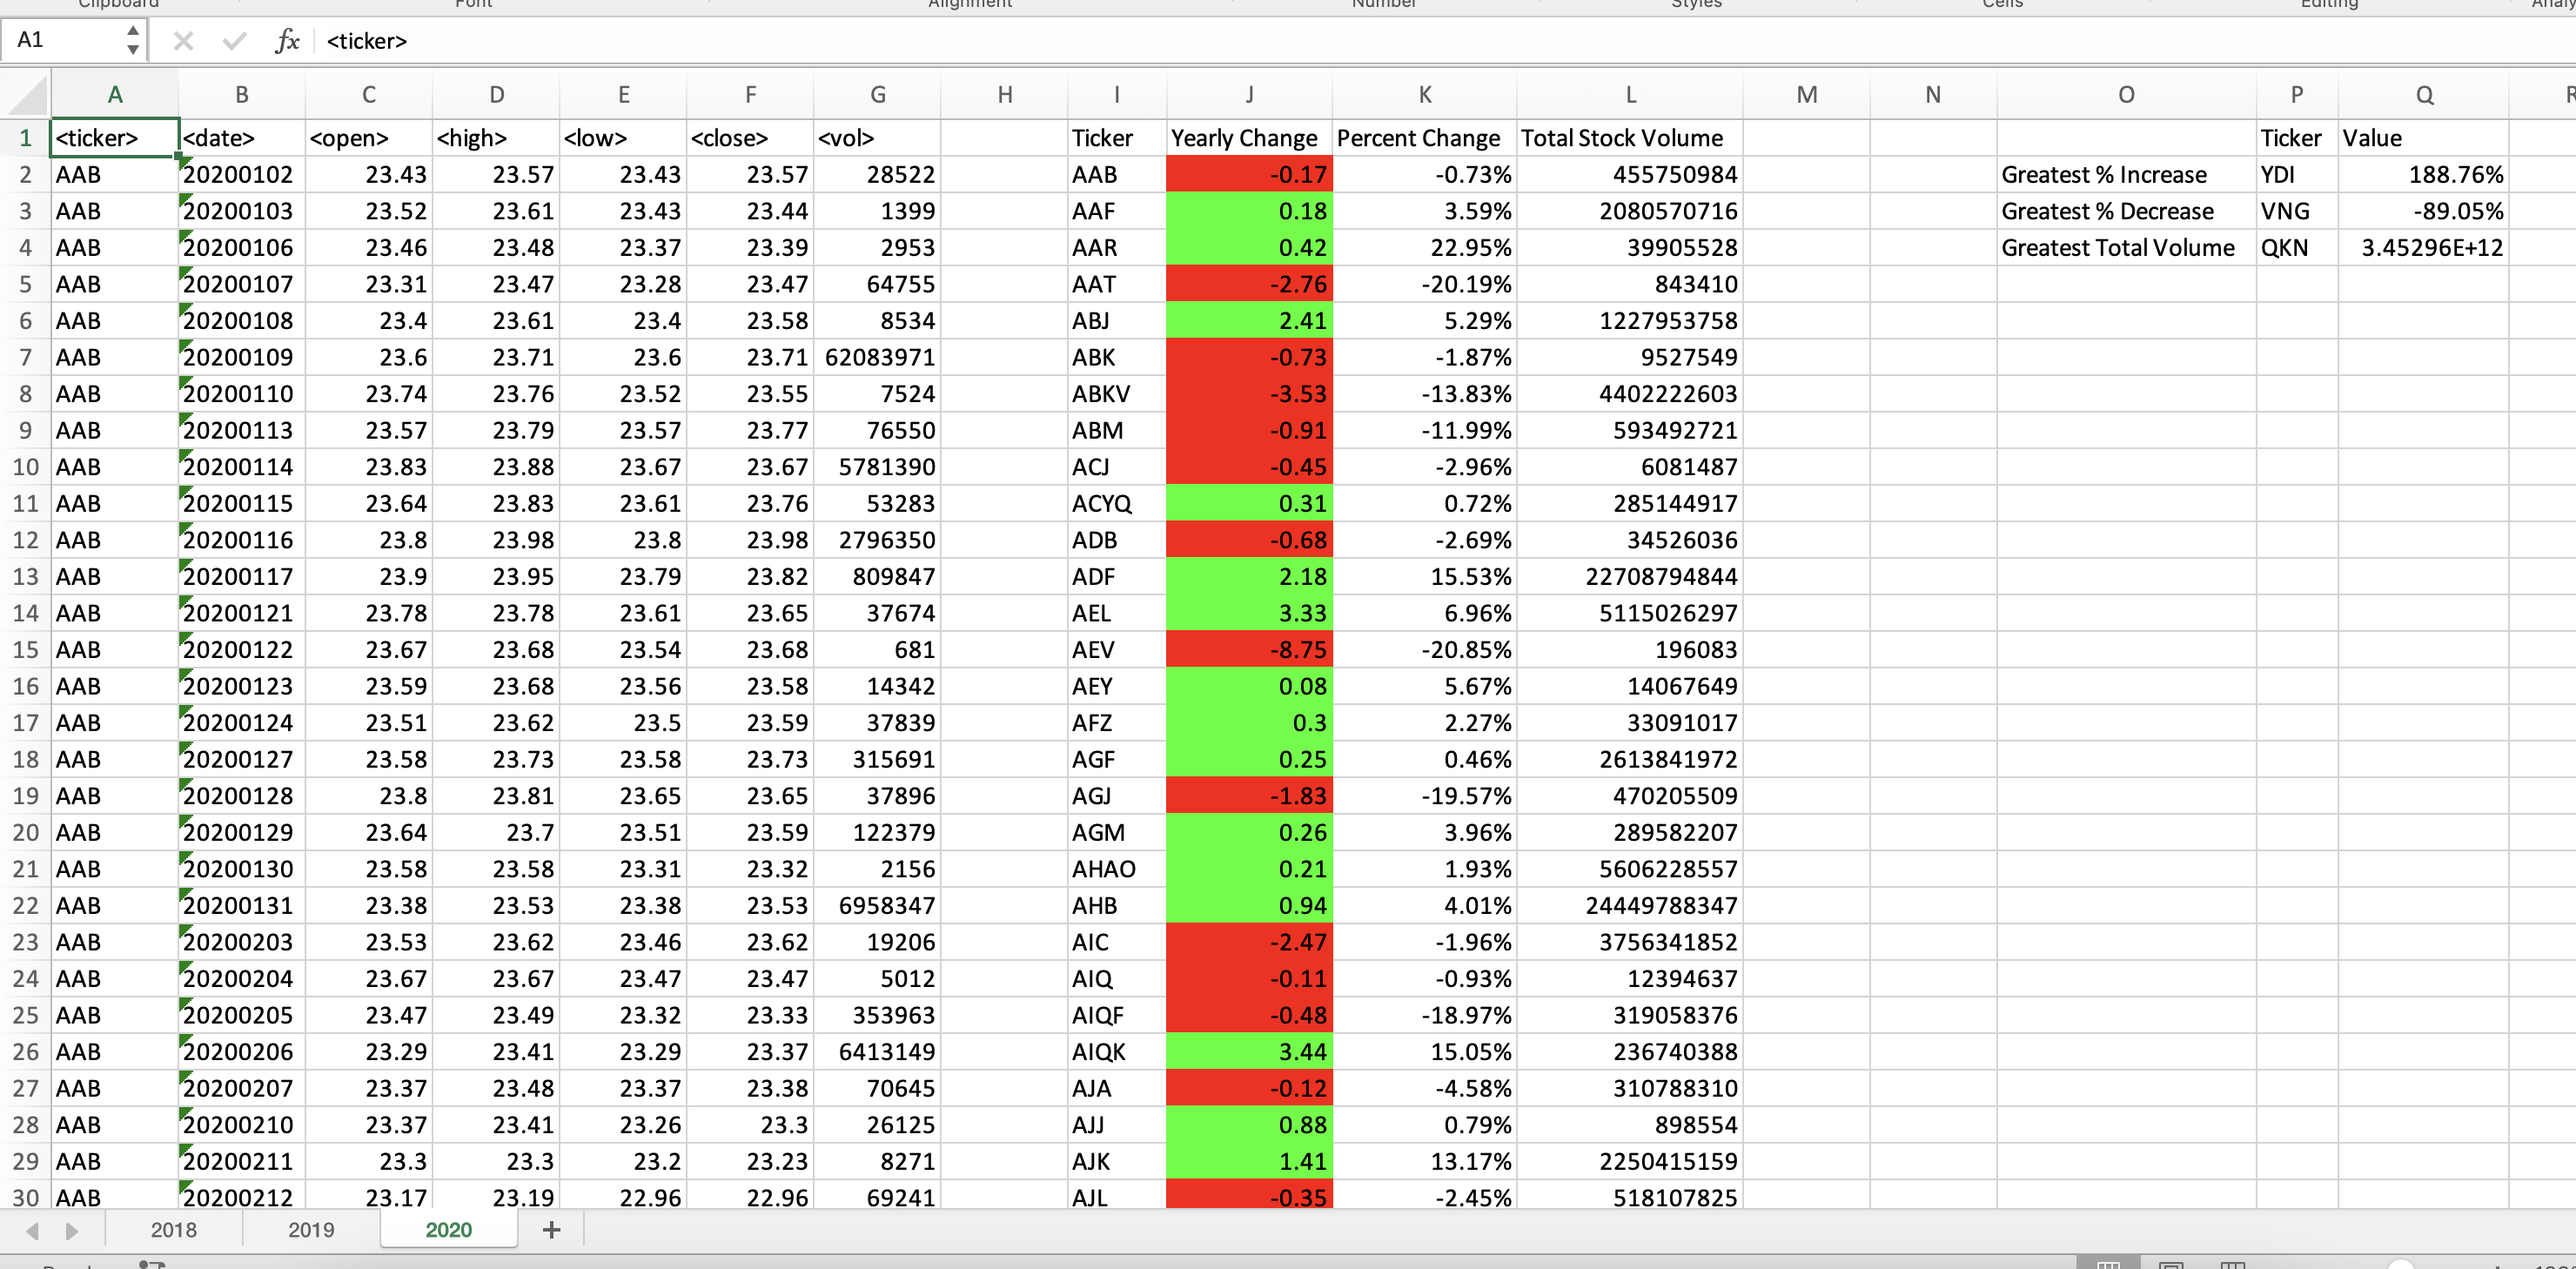 Clipboard Font Alignment Number Styles Cells Editing
A1 fx <ticker>
A B C D E F G H I J K L M N O P Q
1 <ticker> <date> <open> <high> <low> <close> <vol> Ticker Yearly Change Percent Change Total Stock Volume Ticker Value
2 AAB 20200102 23.43 23.57 23.43 23.57 28522 AAB -0.17 -0.73% 455750984 Greatest % Increase YDI 188.76%
3 AAB 20200103 23.52 23.61 23.43 23.44 1399 AAF 0.18 3.59% 2080570716 Greatest % Decrease VNG -89.05%
4 AAB 20200106 23.46 23.48 23.37 23.39 2953 AAR 0.42 22.95% 39905528 Greatest Total Volume QKN 3.45296E+12
5 AAB 20200107 23.31 23.47 23.28 23.47 64755 AAT -2.76 -20.19% 843410
6 AAB 20200108 23.4 23.61 23.4 23.58 8534 ABJ 2.41 5.29% 1227953758
7 AAB 20200109 23.6 23.71 23.6 23.71 62083971 ABK -0.73 -1.87% 9527549
8 AAB 20200110 23.74 23.76 23.52 23.55 7524 ABKV -3.53 -13.83% 4402222603
9 AAB 20200113 23.57 23.79 23.57 23.77 76550 ABM -0.91 -11.99% 593492721
10 AAB 20200114 23.83 23.88 23.67 23.67 5781390 ACJ -0.45 -2.96% 6081487
11 AAB 20200115 23.64 23.83 23.61 23.76 53283 ACYQ 0.31 0.72% 285144917
12 AAB 20200116 23.8 23.98 23.8 23.98 2796350 ADB -0.68 -2.69% 34526036
13 AAB 20200117 23.9 23.95 23.79 23.82 809847 ADF 2.18 15.53% 22708794844
14 AAB 20200121 23.78 23.78 23.61 23.65 37674 AEL 3.33 6.96% 5115026297
15 AAB 20200122 23.67 23.68 23.54 23.68 681 AEV -8.75 -20.85% 196083
16 AAB 20200123 23.59 23.68 23.56 23.58 14342 AEY 0.08 5.67% 14067649
17 AAB 20200124 23.51 23.62 23.5 23.59 37839 AFZ 0.3 2.27% 33091017
18 AAB 20200127 23.58 23.73 23.58 23.73 315691 AGF 0.25 0.46% 2613841972
19 AAB 20200128 23.8 23.81 23.65 23.65 37896 AGJ -1.83 -19.57% 470205509
20 AAB 20200129 23.64 23.7 23.51 23.59 122379 AGM 0.26 3.96% 289582207
21 AAB 20200130 23.58 23.58 23.31 23.32 2156 AHAO 0.21 1.93% 5606228557
22 AAB 20200131 23.38 23.53 23.38 23.53 6958347 AHB 0.94 4.01% 24449788347
23 AAB 20200203 23.53 23.62 23.46 23.62 19206 AIC -2.47 -1.96% 3756341852
24 AAB 20200204 23.67 23.67 23.47 23.47 5012 AIQ -0.11 -0.93% 12394637
25 AAB 20200205 23.47 23.49 23.32 23.33 353963 AIQF -0.48 -18.97% 319058376
26 AAB 20200206 23.29 23.41 23.29 23.37 6413149 AIQK 3.44 15.05% 236740388
27 AAB 20200207 23.37 23.48 23.37 23.38 70645 AJA -0.12 -4.58% 310788310
28 AAB 20200210 23.37 23.41 23.26 23.3 26125 AJJ 0.88 0.79% 898554
29 AAB 20200211 23.3 23.3 23.2 23.23 8271 AJK 1.41 13.17% 2250415159
30 AAB 20200212 23.17 23.19 22.96 22.96 69241 AJL -0.35 -2.45% 518107825
2018 2019 2020 +